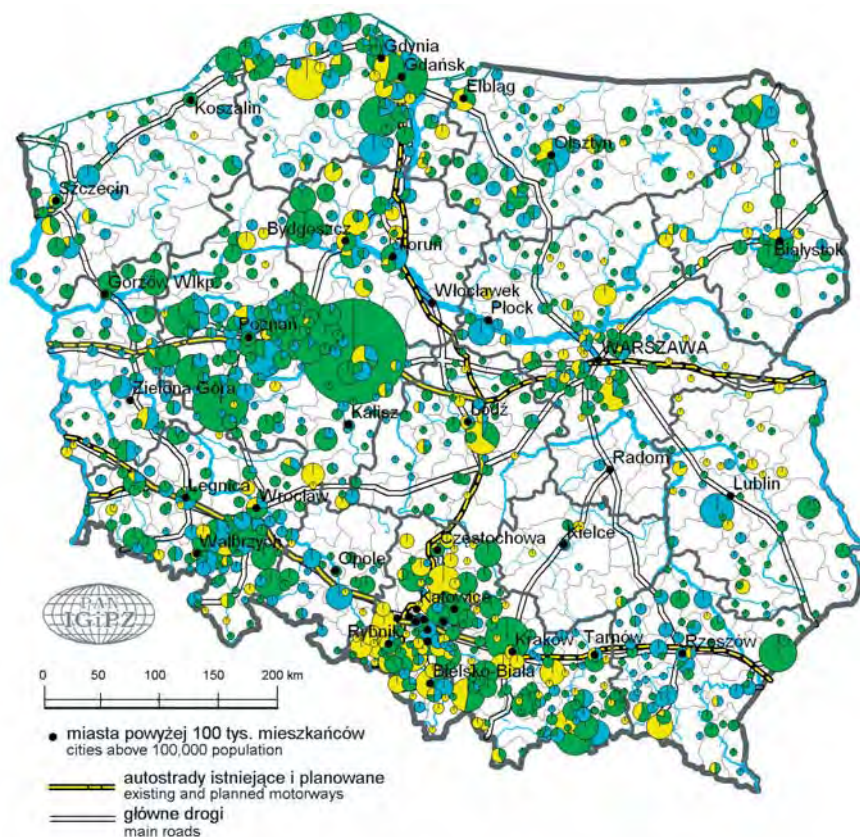 Gdynia
Gdańsk
Elbląg
Koszalin
Olsztyn
Szczecin
Bydgoszcz
Toruń
Białystok
Gorzów Wlkp.
Włocławek
Płock
Poznań
WARSZAWA
Zielona Góra
Kalisz
Łódź
Radom
Legnica
Wrocław
Lublin
Wałbrzych
Częstochowa
Kielce
Opole
Katowice
Rybnik
Kraków
Tarnów
Rzeszów
Bielsko-Biała
PAN
IGiPZ
0 50 100 150 200 km
miasta powyżej 100 tys. mieszkańców
cities above 100,000 population
autostrady istniejące i planowane
existing and planned motorways
główne drogi
main roads